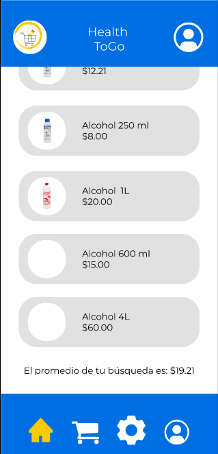 Health
ToGo
$12.21
Alcohol 250 ml
$8.00
Alcohol 1L
$20.00
Alcohol 600 ml
$15.00
Alcohol 4L
$60.00
El promedio de tu búsqueda es: $19.21